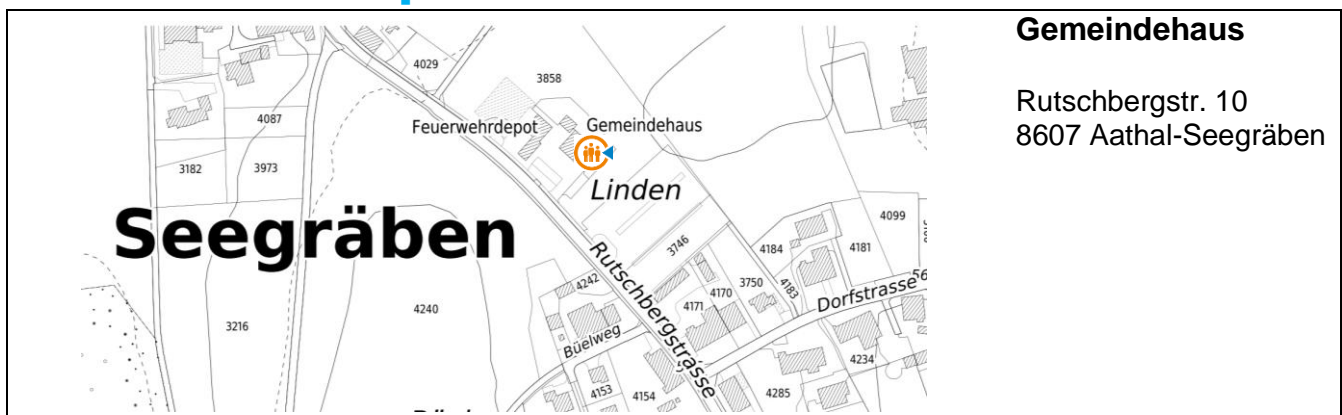 Gemeindehaus
Rutschbergstr. 10
8607 Aathal-Seegräben
4029
3858
4087
Feuerwehrdepot
Gemeindehaus
3182
3973
Linden
4099
Seegräben
3746
4184
4181
4242
Rutschbergstrasse
4170
3750
4183
Dorfstrasse
56
4171
4240
3216
Büelweg
4234
4153
4154
4285